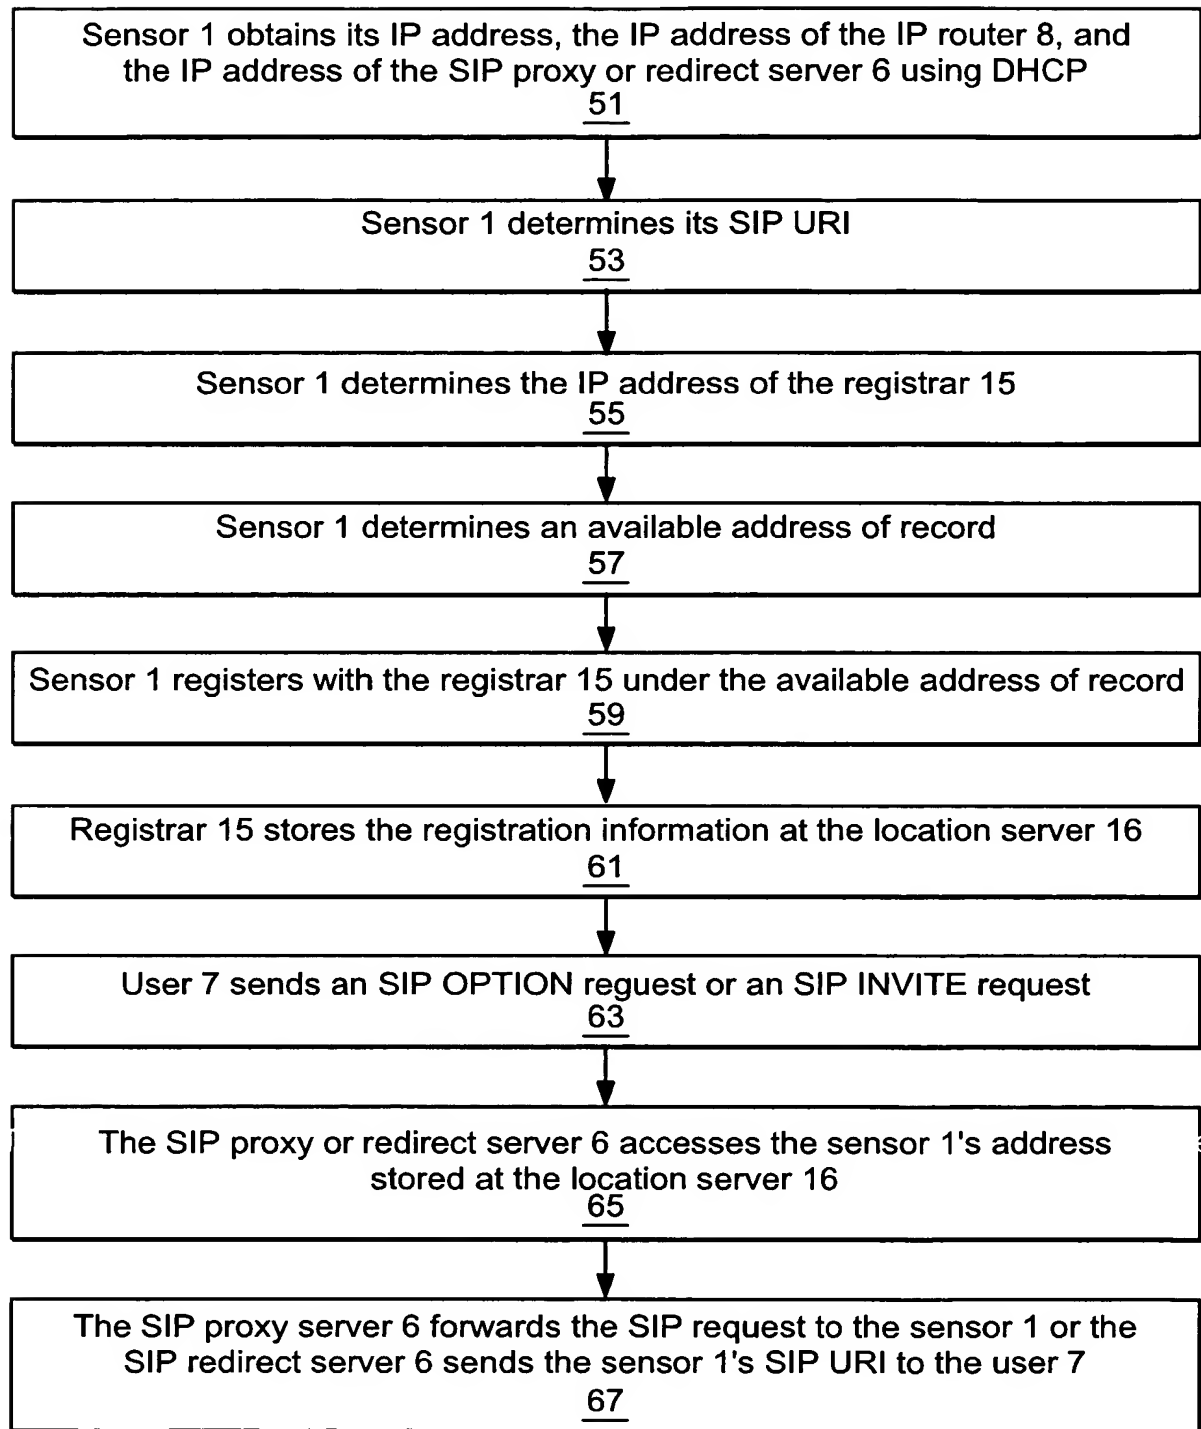 Sensor 1 obtains its IP address, the IP address of the IP router 8, and
the IP address of the SIP proxy or redirect server 6 using DHCP
51
Sensor 1 determines its SIP URI
53
Sensor 1 determines the IP address of the registrar 15
55
Sensor 1 determines an available address of record
57
Sensor 1 registers with the registrar 15 under the available address of record
59
Registrar 15 stores the registration information at the location server 16
61
User 7 sends an SIP OPTION reguest or an SIP INVITE request
63
The SIP proxy or redirect server 6 accesses the sensor 1's address
stored at the location server 16
65
The SIP proxy server 6 forwards the SIP request to the sensor 1 or the
SIP redirect server 6 sends the sensor 1's SIP URI to the user 7
67